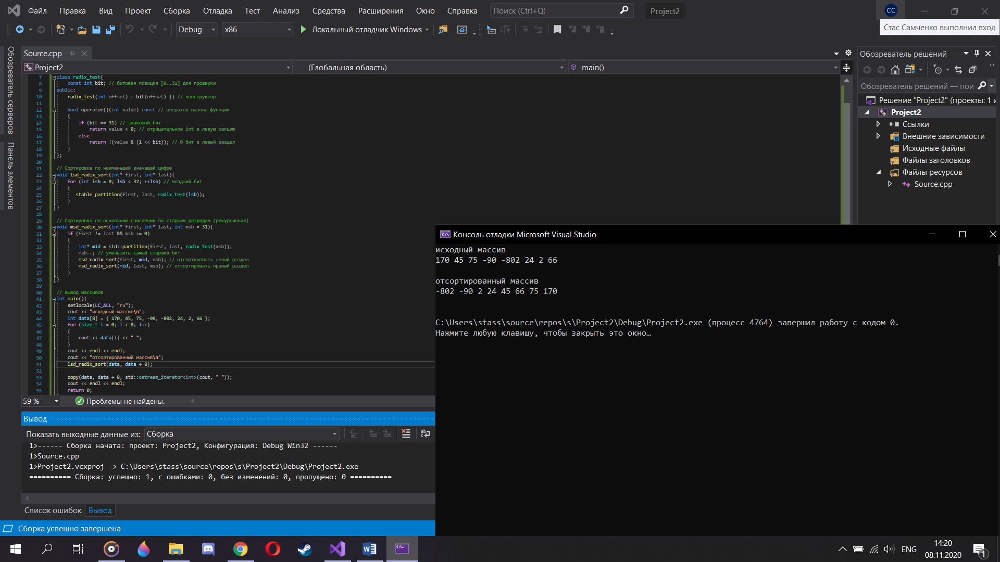 Файл Правка Вид Проект Сборка Отладка Тест Анализ Средства Расширения Окно Справка Поиск (Ctrl+Q) Project2 CC
Стас Самченко выполнил вход
Debug x86 Локальный отладчик Windows
Обозреватель серверов
Панель элементов
Source.cpp
Project2 (Глобальная область) main()
7 class radix_test{
8 const int bit; // битовая позиция [0..31] для проверки
9 public:
10 radix_test(int offset) : bit(offset) {} // конструктор
11
12 bool operator()(int value) const // оператор вызова функции
13 {
14 if (bit == 31) // знаковый бит
15 return value < 0; // отрицательное int в левую секцию
16 else
17 return !(value & (1 << bit)); // 0 бит в левый раздел
18 }
19 };
20
21 // Сортировка по наименьшей значащей цифре
22 void lsd_radix_sort(int* first, int* last){
23 for (int lsb = 0; lsb < 32; ++lsb) // младший бит
24 {
25 stable_partition(first, last, radix_test(lsb));
26 }
27 }
28
29 // Сортировка по основанию счисления по старшим разрядам (рекурсивная)
30 void msd_radix_sort(int* first, int* last, int msb = 31){
31 if (first != last && msb >= 0)
32 {
33 int* mid = std::partition(first, last, radix_test(msb));
34 msb--; // уменьшить самый старший бит
35 msd_radix_sort(first, mid, msb); // отсортировать левый раздел
36 msd_radix_sort(mid, last, msb); // отсортировать правый раздел
37 }
38 }
39
40 // вывод массивов
41 int main(){
42 setlocale(LC_ALL, "ru");
43 cout << "исходный массив\n";
44 int data[8] = { 170, 45, 75, -90, -802, 24, 2, 66 };
45 for (size_t i = 0; i < 8; i++)
46 {
47 cout << data[i] << " ";
48 }
49 cout << endl << endl;
50 cout << "отсортированный массив\n";
51 lsd_radix_sort(data, data + 8);
52
53 copy(data, data + 8, std::ostream_iterator<int>(cout, " "));
54 cout << endl << endl;
55 return 0;
59 % Проблемы не найдены.
Вывод
Показать выходные данные из: Сборка
1>------ Сборка начата: проект: Project2, Конфигурация: Debug Win32 ------
1>Source.cpp
1>Project2.vcxproj -> C:\Users\stass\source\repos\s\Project2\Debug\Project2.exe
========== Сборка: успешно: 1, с ошибками: 0, без изменений: 0, пропущено: 0 ==========
Список ошибок Вывод
Сборка успешно завершена
Обозреватель решений
Обозреватель решений — пои
Решение "Project2" (проекты: 1 и
Project2
Ссылки
Внешние зависимости
Исходные файлы
Файлы заголовков
Файлы ресурсов
Source.cpp
Консоль отладки Microsoft Visual Studio
исходный массив
170 45 75 -90 -802 24 2 66
отсортированный массив
-802 -90 2 24 45 66 75 170
C:\Users\stass\source\repos\s\Project2\Debug\Project2.exe (процесс 4764) завершил работу с кодом 0.
Нажмите любую клавишу, чтобы закрыть это окно…
ENG
14:20
08.11.2020
1